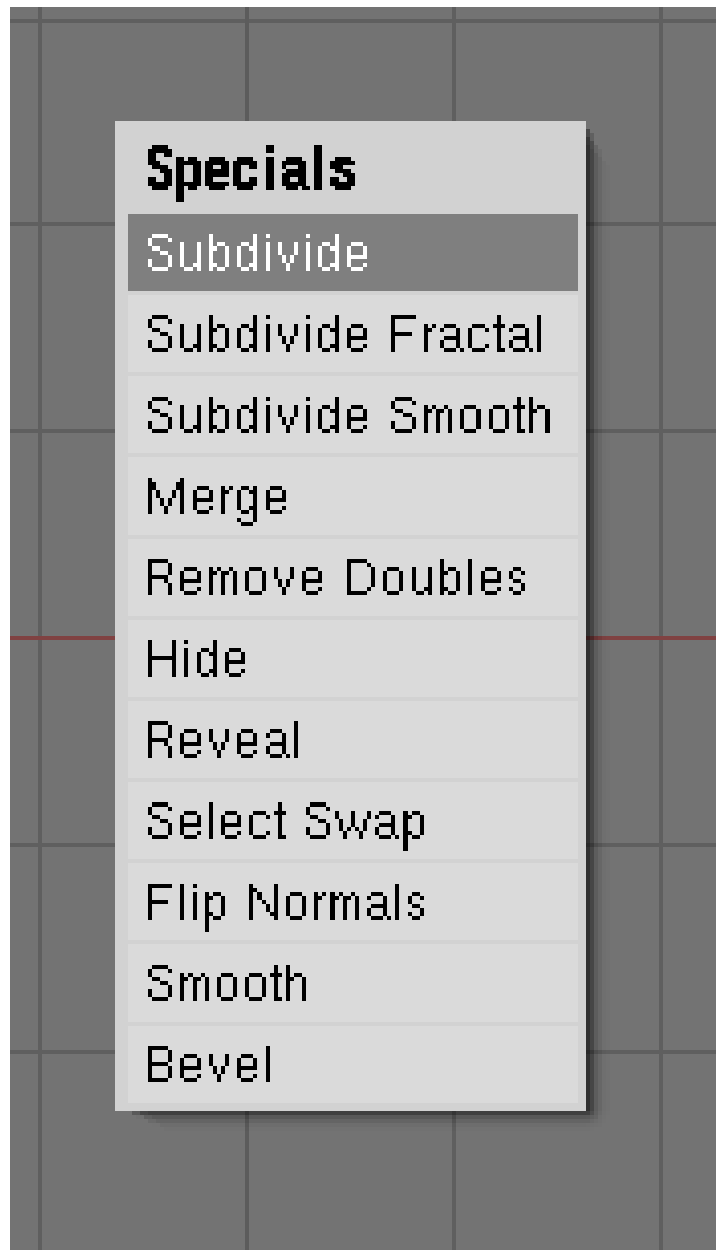 Specials
Subdivide
Subdivide Fractal
Subdivide Smooth
Merge
Remove Doubles
Hide
Reveal
Select Swap
Flip Normals
Smooth
Bevel